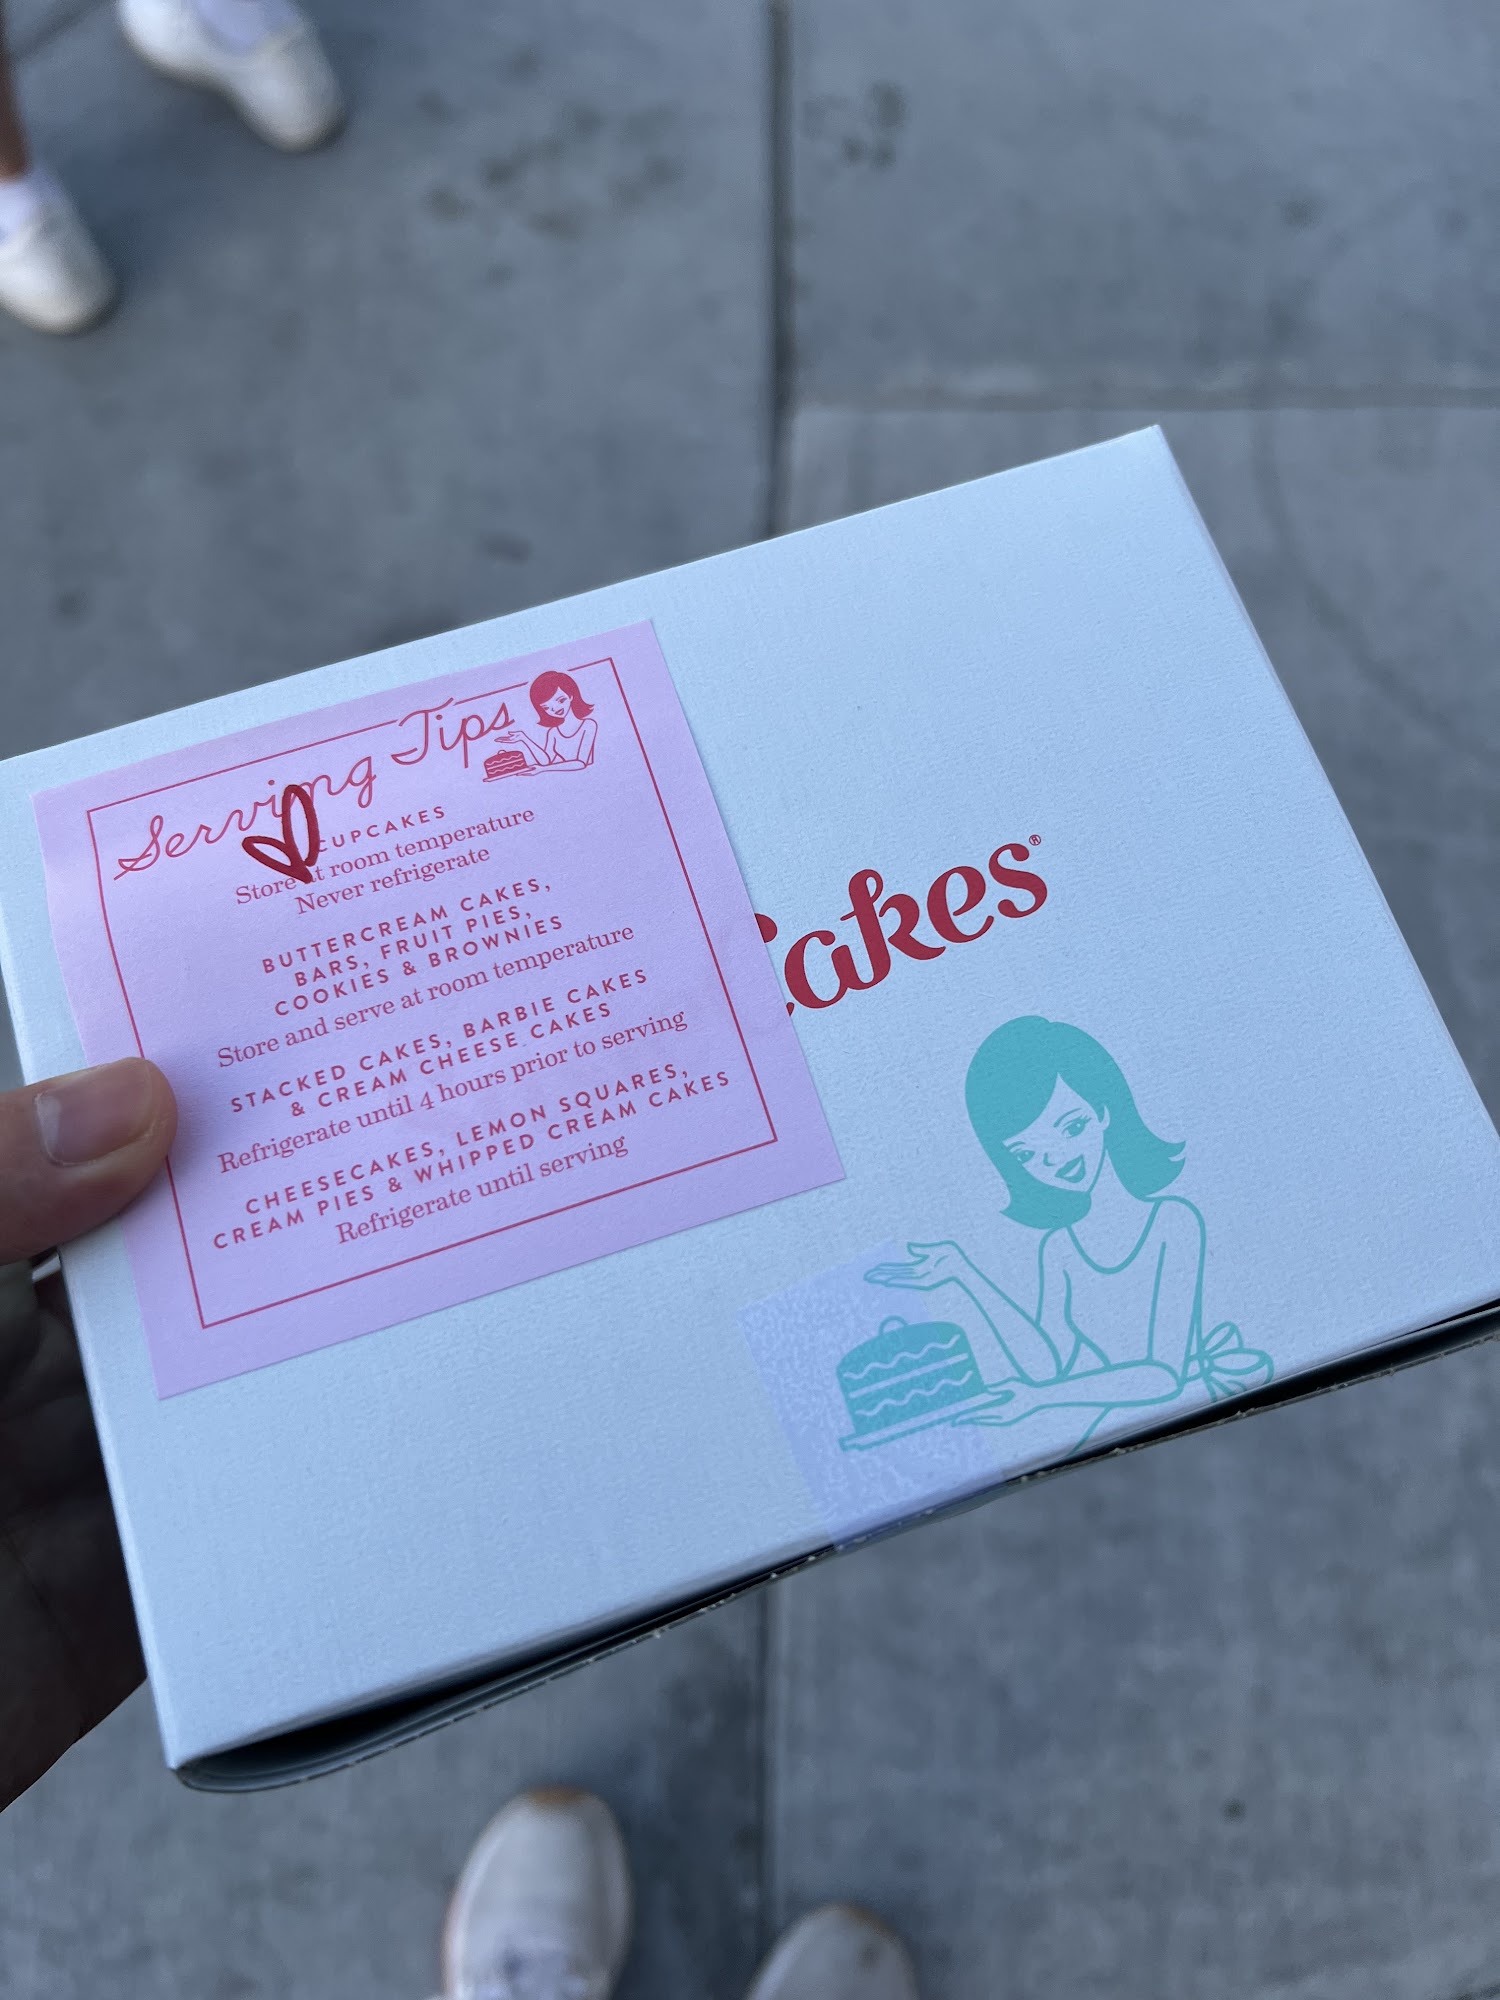 Serving Tips
CUPCAKES
Store at room temperature
Never refrigerate
BUTTERCREAM CAKES,
BARS, FRUIT PIES,
COOKIES & BROWNIES
Store and serve at room temperature
STACKED CAKES, BARBIE CAKES
& CREAM CHEESE CAKES
Refrigerate until 4 hours prior to serving
CHEESECAKES, LEMON SQUARES,
CREAM PIES & WHIPPED CREAM CAKES
Refrigerate until serving
Cakes®